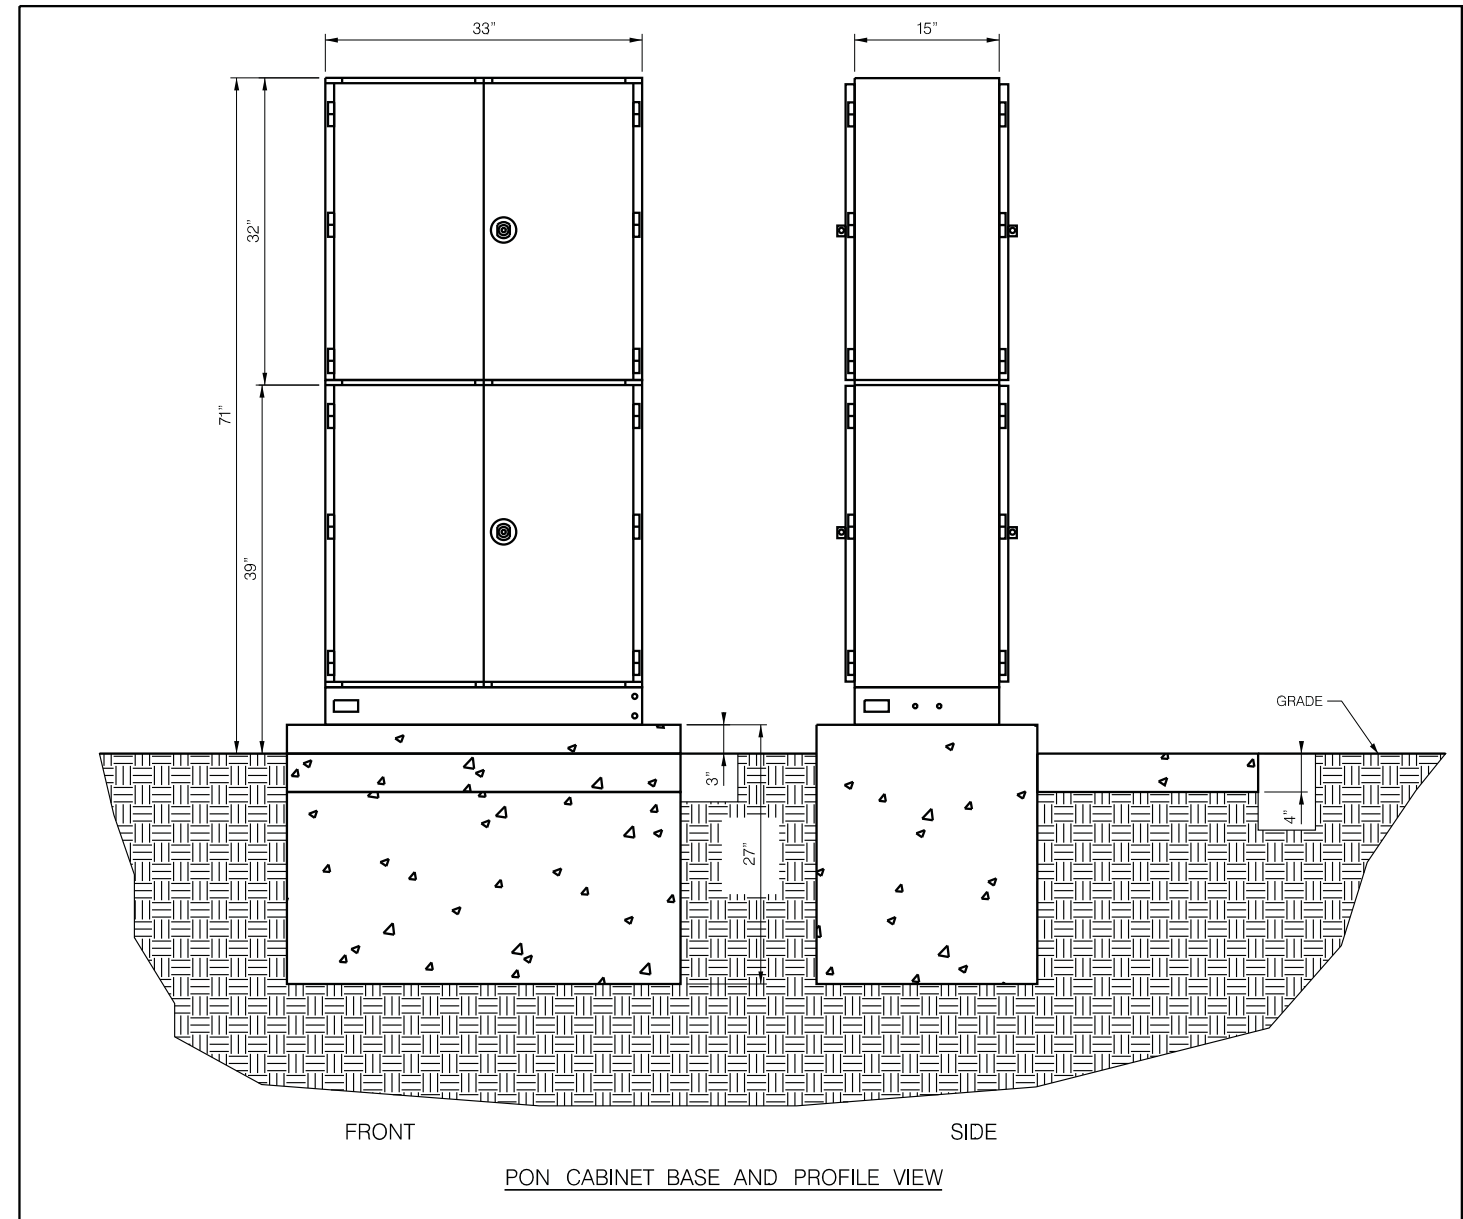 33"
15"
32"
71"
39"
GRADE
3"
4"
27"
FRONT
SIDE
PON CABINET BASE AND PROFILE VIEW